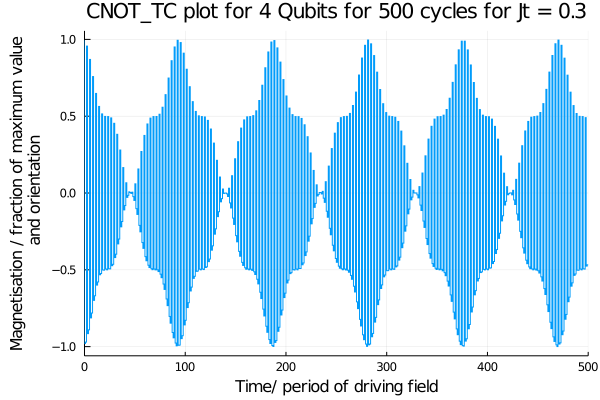 CNOT_TC plot for 4 Qubits for 500 cycles for Jt = 0.3
Magnetisation / fraction of maximum value
and orientation
1.0
0.5
0.0
−0.5
−1.0
0
100
200
300
400
500
Time/ period of driving field